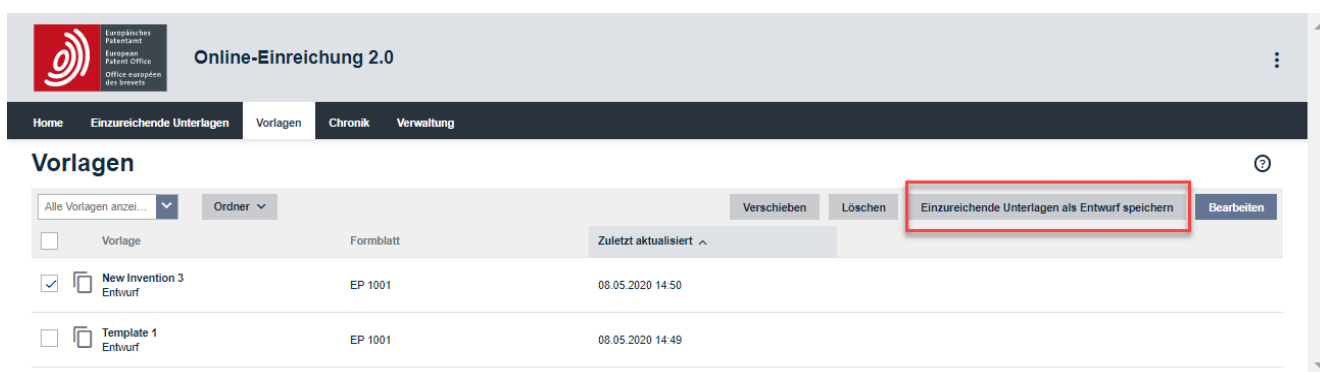 Europäisches
Patentamt
European
Patent Office
Office européen
des brevets
Online-Einreichung 2.0
Home Einzureichende Unterlagen Vorlagen Chronik Verwaltung
Vorlagen
Alle Vorlagen anzei... Ordner Verschieben Löschen Einzureichende Unterlagen als Entwurf speichern Bearbeiten
Vorlage Formblatt Zuletzt aktualisiert
New Invention 3
Entwurf
EP 1001
08.05.2020 14:50
Template 1
Entwurf
EP 1001
08.05.2020 14:49